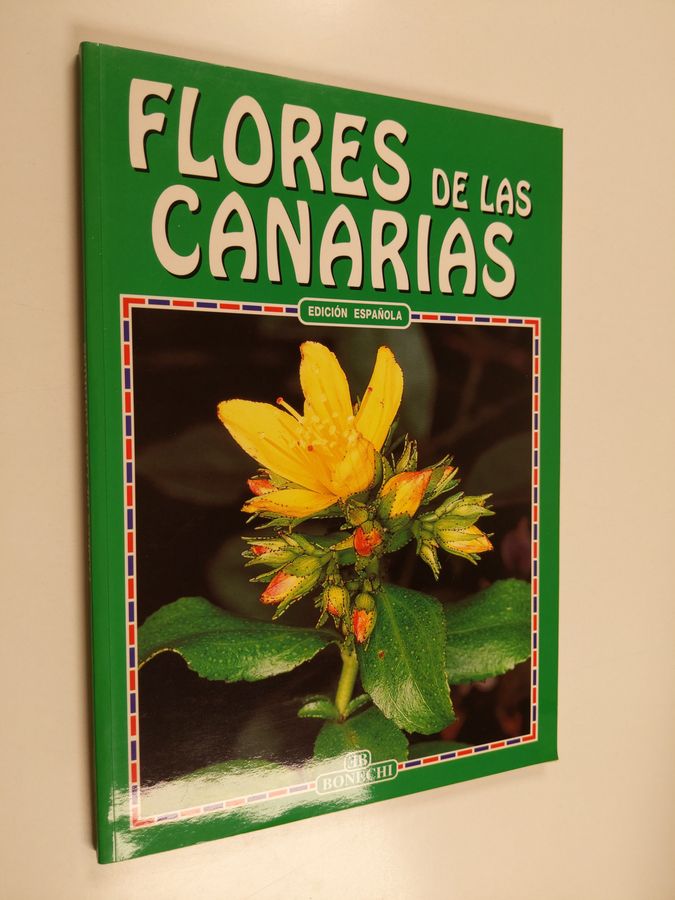 FLORES DE LAS
CANARIAS
EDICIÓN ESPAÑOLA
BONECHI